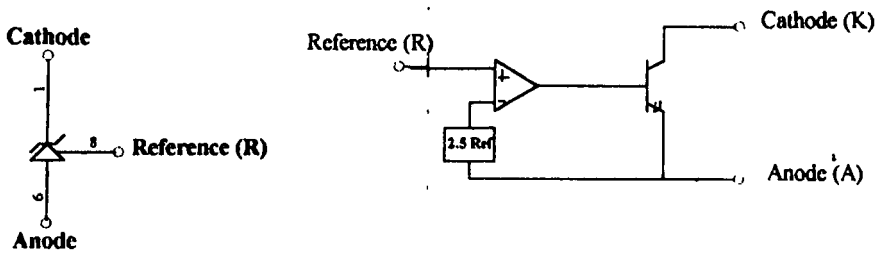 Cathode
1
8 Reference (R)
6
Anode
Reference (R)
+
-
2.5 Ref
Cathode (K)
Anode (A)